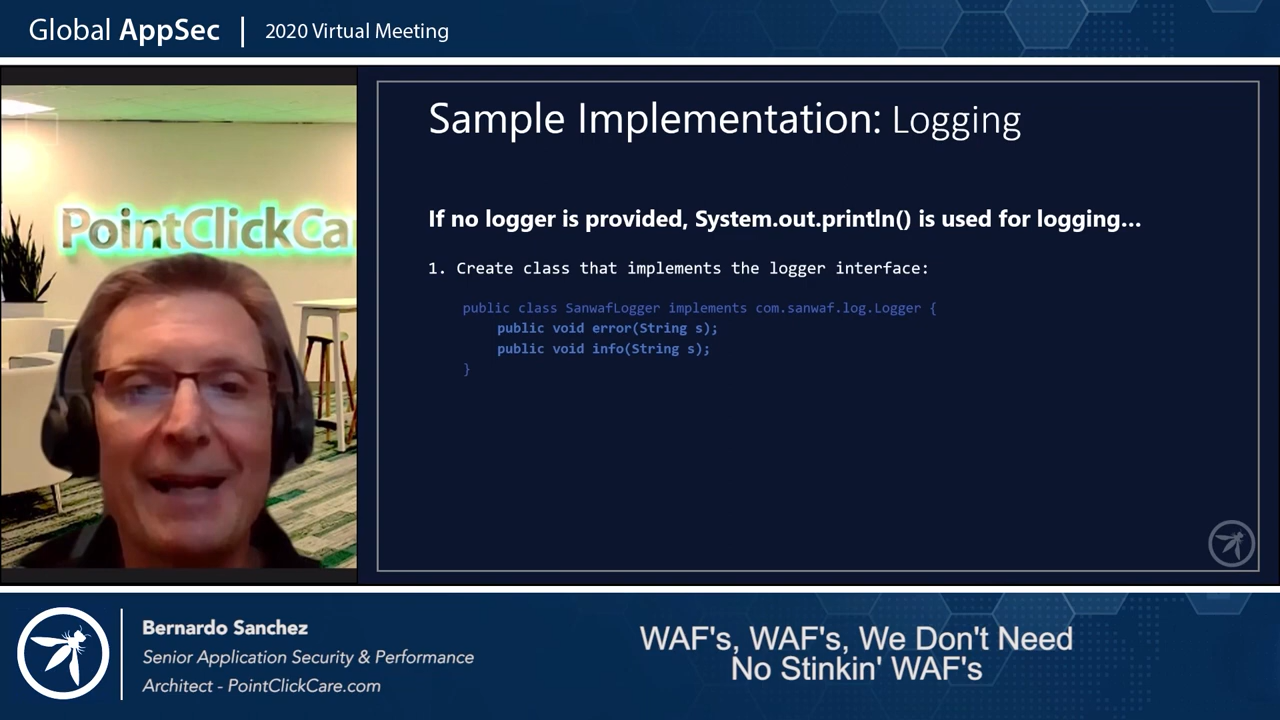 Global AppSec | 2020 Virtual Meeting
PointClickCa
Sample Implementation: Logging
If no logger is provided, System.out.println() is used for logging...
1. Create class that implements the logger interface:
public class SanwafLogger implements com.sanwaf.log.Logger {
public void error(String s);
public void info(String s);
}
Bernardo Sanchez
Senior Application Security & Performance
Architect - PointClickCare.com
WAF's, WAF's, We Don't Need
No Stinkin' WAF's